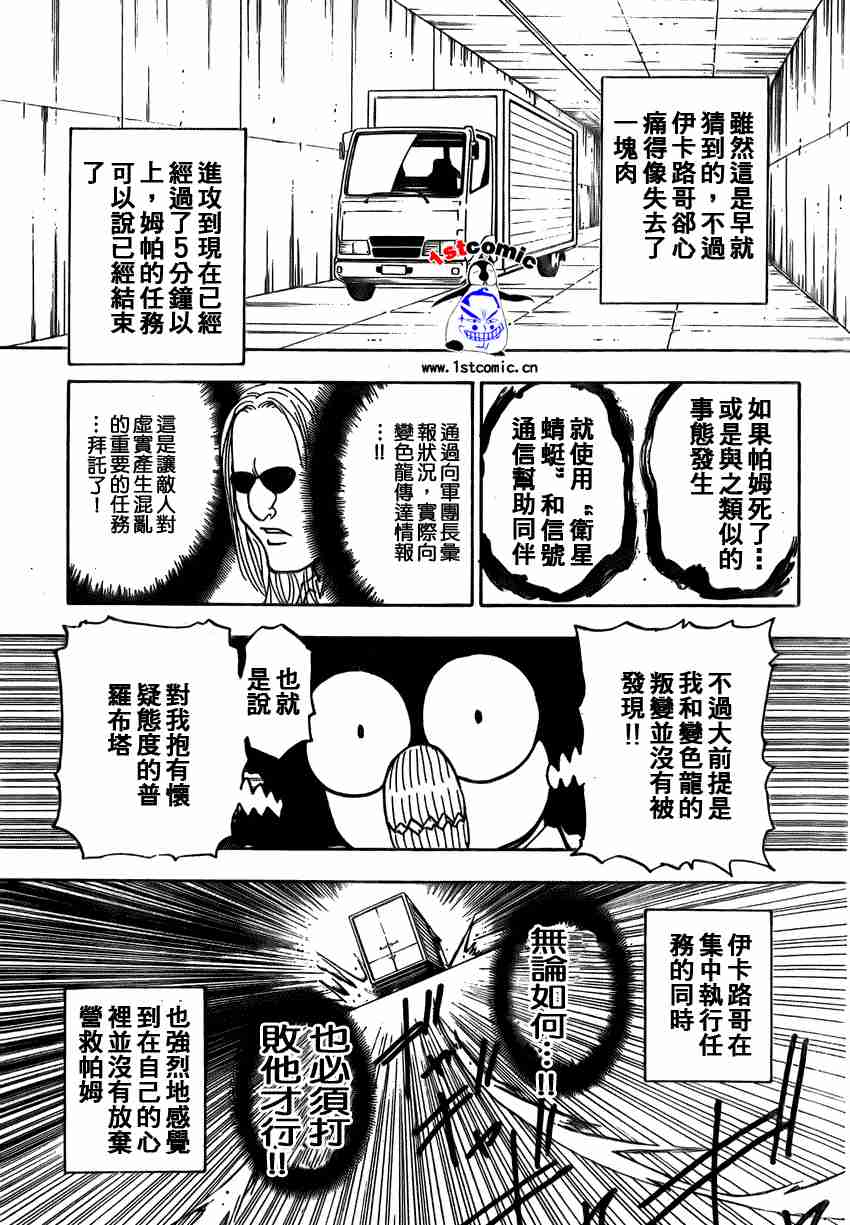 雖然這是早就
猜到的，不過
伊卡路哥卻心
痛得像失去了
一塊肉
進攻到現在已經
經過了5分鐘以
上，姆帕的任務
可以說已經結束
了
1stcomic
www.1stcomic.cn
如果帕姆死了…
或是與之類似的
事態發生
就使用“衛星
蜻蜓”和信號
通信幫助同伴
通過向軍團長彙
報狀況，實際向
變色龍傳達情報
…!!
這是讓敵人對
虛實產生混亂
的重要的任務
…拜託了！
不過大前提是
我和變色龍的
叛變並沒有被
發現!!
也就
是說
對我抱有懷
疑態度的普
羅布塔
伊卡路哥在
集中執行任
務的同時
無論如何…!!
也必須打
敗他才行!!
也強烈地感覺
到在自己的心
裡並沒有放棄
營救帕姆
ギャ
ギャ
ギャ